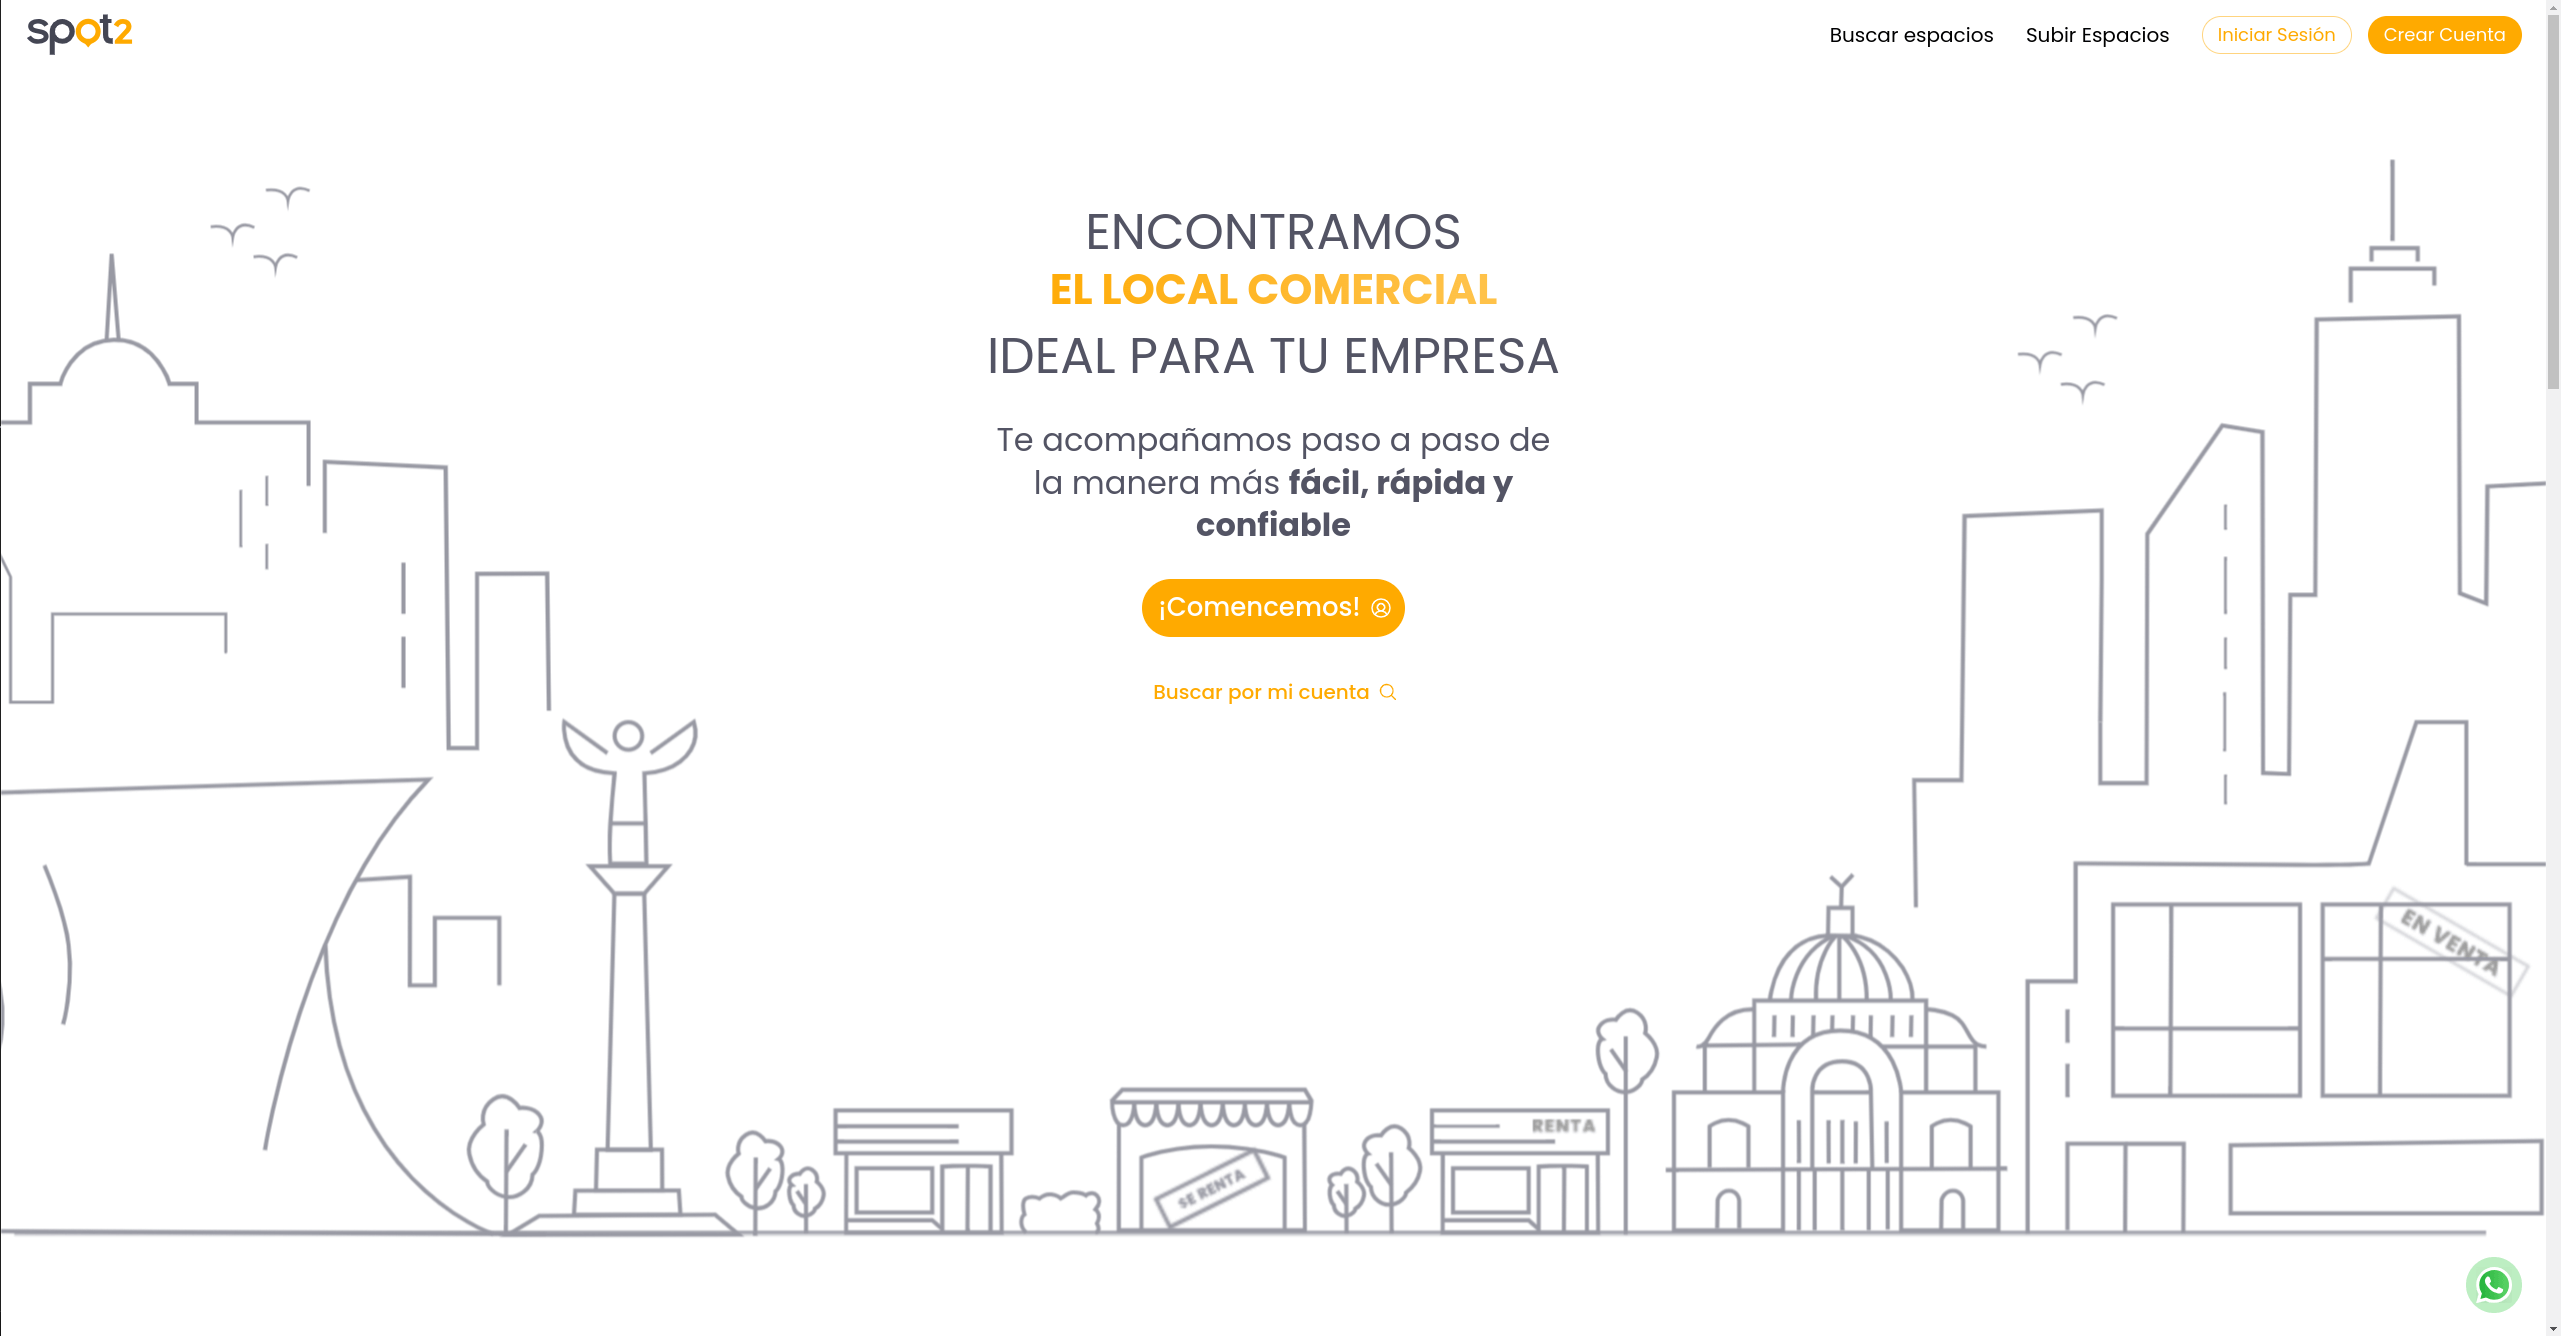 spot2
Buscar espacios
Subir Espacios
Iniciar Sesión
Crear Cuenta
ENCONTRAMOS
EL LOCAL COMERCIAL
IDEAL PARA TU EMPRESA
Te acompañamos paso a paso de
la manera más fácil, rápida y
confiable
¡Comencemos!
Buscar por mi cuenta
EN VENTA
RENTA
SE RENTA